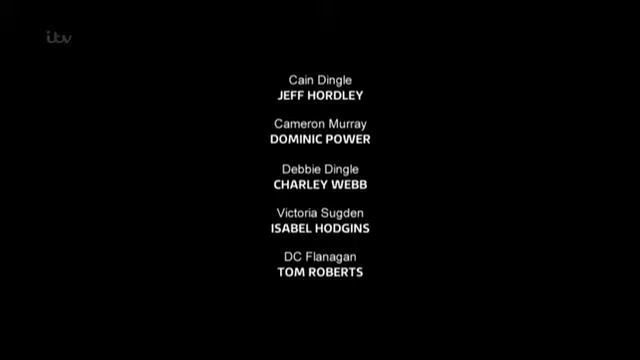 itv
Cain Dingle
JEFF HORDLEY
Cameron Murray
DOMINIC POWER
Debbie Dingle
CHARLEY WEBB
Victoria Sugden
ISABEL HODGINS
DC Flanagan
TOM ROBERTS